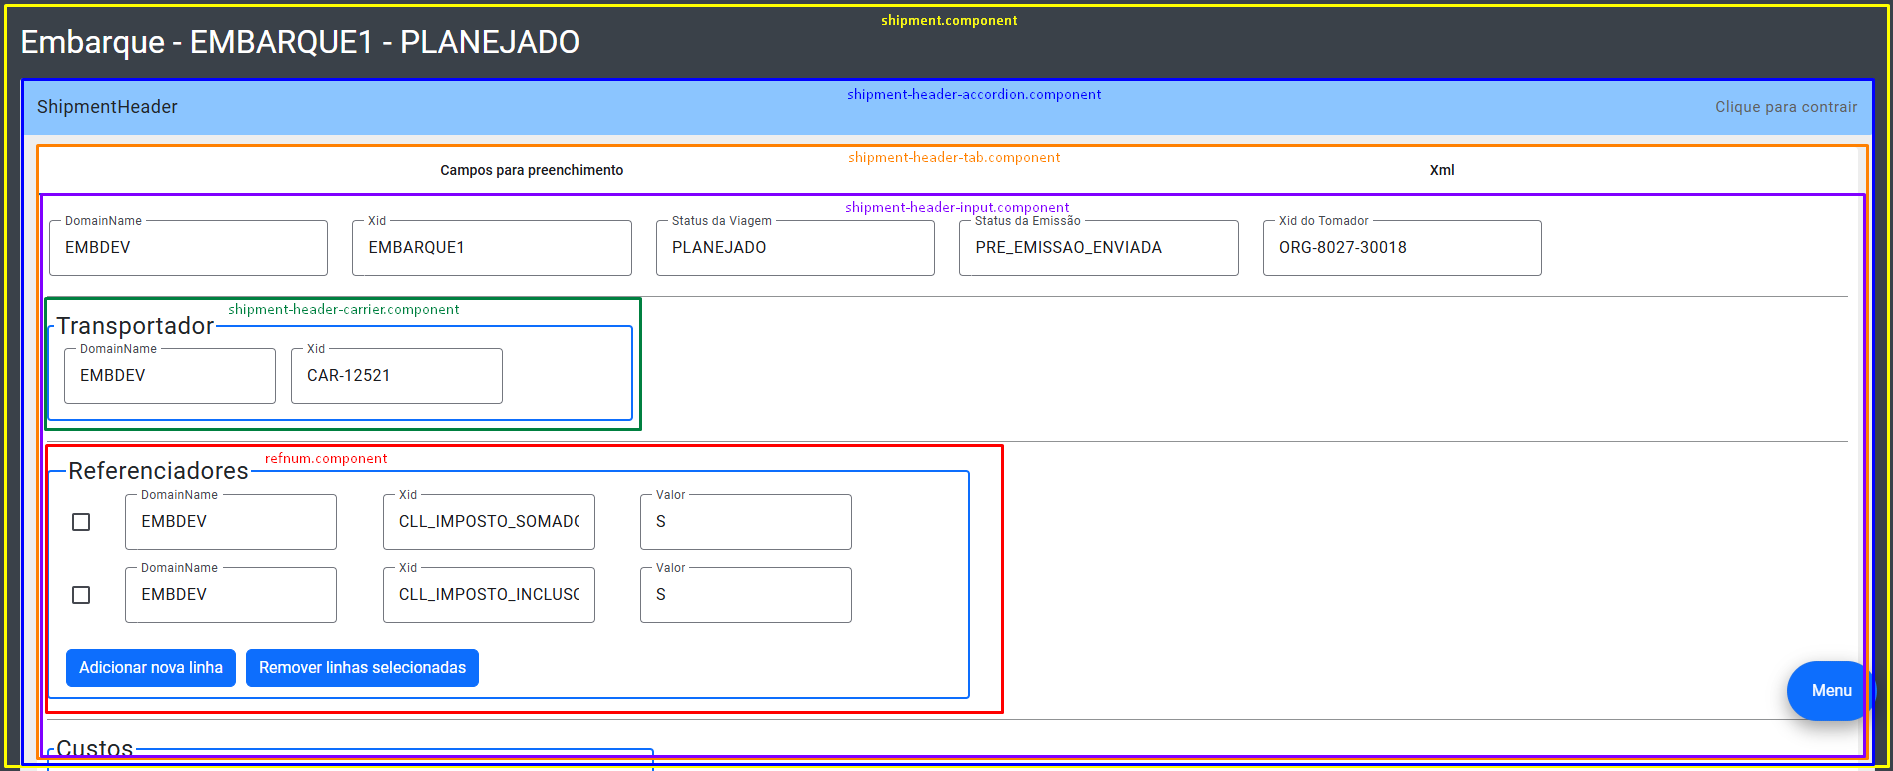 shipment.component
Embarque - EMBARQUE1 - PLANEJADO
shipment-header-accordion.component
ShipmentHeader
Clique para contrair
shipment-header-tab.component
Campos para preenchimento
Xml
shipment-header-input.component
DomainName
EMBDEV
Xid
EMBARQUE1
Status da Viagem
PLANEJADO
Status da Emissão
PRE_EMISSAO_ENVIADA
Xid do Tomador
ORG-8027-30018
shipment-header-carrier.component
Transportador
DomainName
EMBDEV
Xid
CAR-12521
refnum.component
Referenciadores
DomainName
EMBDEV
Xid
CLL_IMPOSTO_SOMADO
Valor
S
DomainName
EMBDEV
Xid
CLL_IMPOSTO_INCLUSO
Valor
S
Adicionar nova linha
Remover linhas selecionadas
Menu
Custos